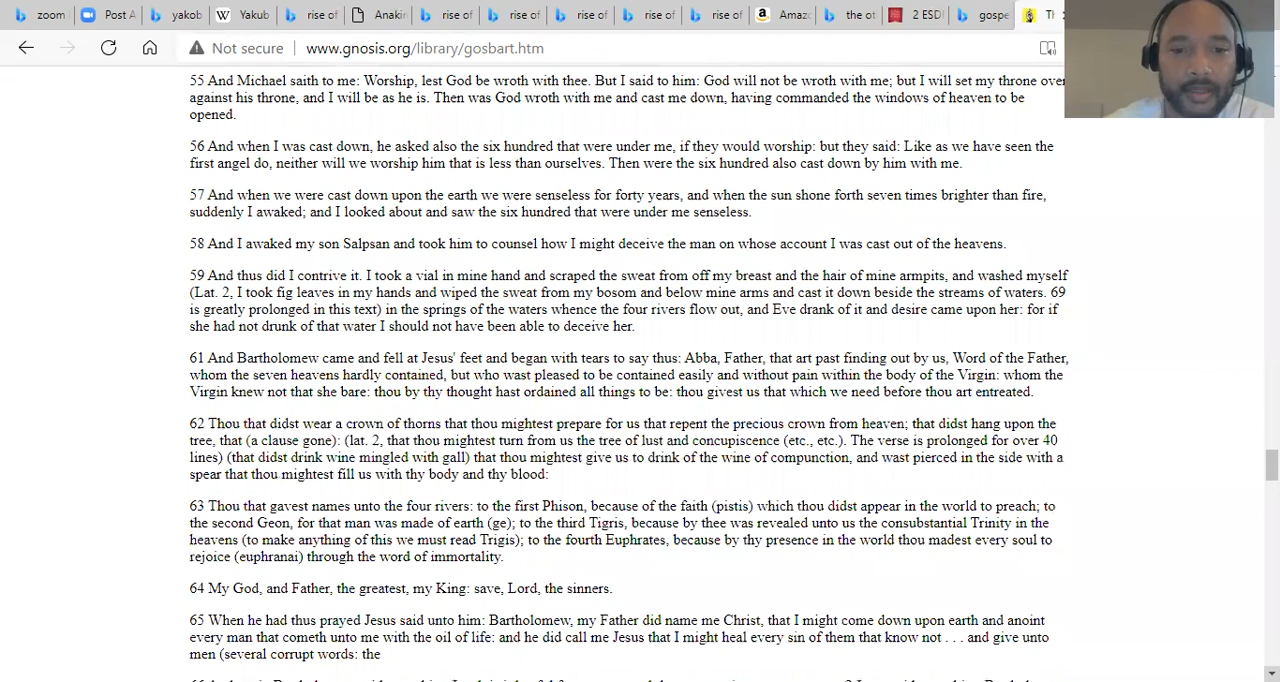 zoom
Post A
yakob
Yakub
rise of
Anakin
rise of
rise of
rise of
rise of
rise of
Amazo
the ot
2 ESD
gospe
Th
Not secure | www.gnosis.org/library/gosbart.htm
55 And Michael saith to me: Worship, lest God be wroth with thee. But I said to him: God will not be wroth with me; but I will set my throne over
against his throne, and I will be as he is. Then was God wroth with me and cast me down, having commanded the windows of heaven to be
opened.
56 And when I was cast down, he asked also the six hundred that were under me, if they would worship: but they said: Like as we have seen the
first angel do, neither will we worship him that is less than ourselves. Then were the six hundred also cast down by him with me.
57 And when we were cast down upon the earth we were senseless for forty years, and when the sun shone forth seven times brighter than fire,
suddenly I awaked; and I looked about and saw the six hundred that were under me senseless.
58 And I awaked my son Salpsan and took him to counsel how I might deceive the man on whose account I was cast out of the heavens.
59 And thus did I contrive it. I took a vial in mine hand and scraped the sweat from off my breast and the hair of mine armpits, and washed myself
(Lat. 2, I took fig leaves in my hands and wiped the sweat from my bosom and below mine arms and cast it down beside the streams of waters. 69
is greatly prolonged in this text) in the springs of the waters whence the four rivers flow out, and Eve drank of it and desire came upon her: for if
she had not drunk of that water I should not have been able to deceive her.
61 And Bartholomew came and fell at Jesus' feet and began with tears to say thus: Abba, Father, that art past finding out by us, Word of the Father,
whom the seven heavens hardly contained, but who wast pleased to be contained easily and without pain within the body of the Virgin: whom the
Virgin knew not that she bare: thou by thy thought hast ordained all things to be: thou givest us that which we need before thou art entreated.
62 Thou that didst wear a crown of thorns that thou mightest prepare for us that repent the precious crown from heaven; that didst hang upon the
tree, that (a clause gone): (lat. 2, that thou mightest turn from us the tree of lust and concupiscence (etc., etc.). The verse is prolonged for over 40
lines) (that didst drink wine mingled with gall) that thou mightest give us to drink of the wine of compunction, and wast pierced in the side with a
spear that thou mightest fill us with thy body and thy blood:
63 Thou that gavest names unto the four rivers: to the first Phison, because of the faith (pistis) which thou didst appear in the world to preach; to
the second Geon, for that man was made of earth (ge); to the third Tigris, because by thee was revealed unto us the consubstantial Trinity in the
heavens (to make anything of this we must read Trigis); to the fourth Euphrates, because by thy presence in the world thou madest every soul to
rejoice (euphranai) through the word of immortality.
64 My God, and Father, the greatest, my King: save, Lord, the sinners.
65 When he had thus prayed Jesus said unto him: Bartholomew, my Father did name me Christ, that I might come down upon earth and anoint
every man that cometh unto me with the oil of life: and he did call me Jesus that I might heal every sin of them that know not . . . and give unto
men (several corrupt words: the